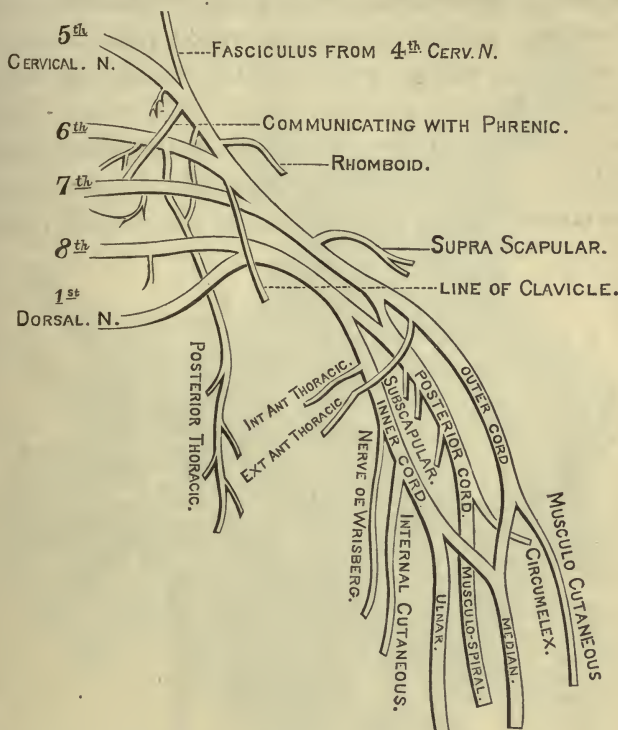 5th
CERVICAL. N.
FASCICULUS FROM 4th CERV. N.
6th
COMMUNICATING WITH PHRENIC.
RHOMBOID.
7th
8th
SUPRA SCAPULAR.
1st
DORSAL. N.
LINE OF CLAVICLE.
POSTERIOR THORACIC.
INT ANT THORACIC.
EXT ANT THORACIC
SUBSCAPULAR.
POSTERIOR CORD.
OUTER CORD
INNER CORD.
NERVE OE WRISBERG.
INTERNAL CUTANEOUS.
ULNAR.
MUSCULO-SPIRAL.
MEDIAN.
CIRCUMELEX.
MUSCULO CUTANEOUS